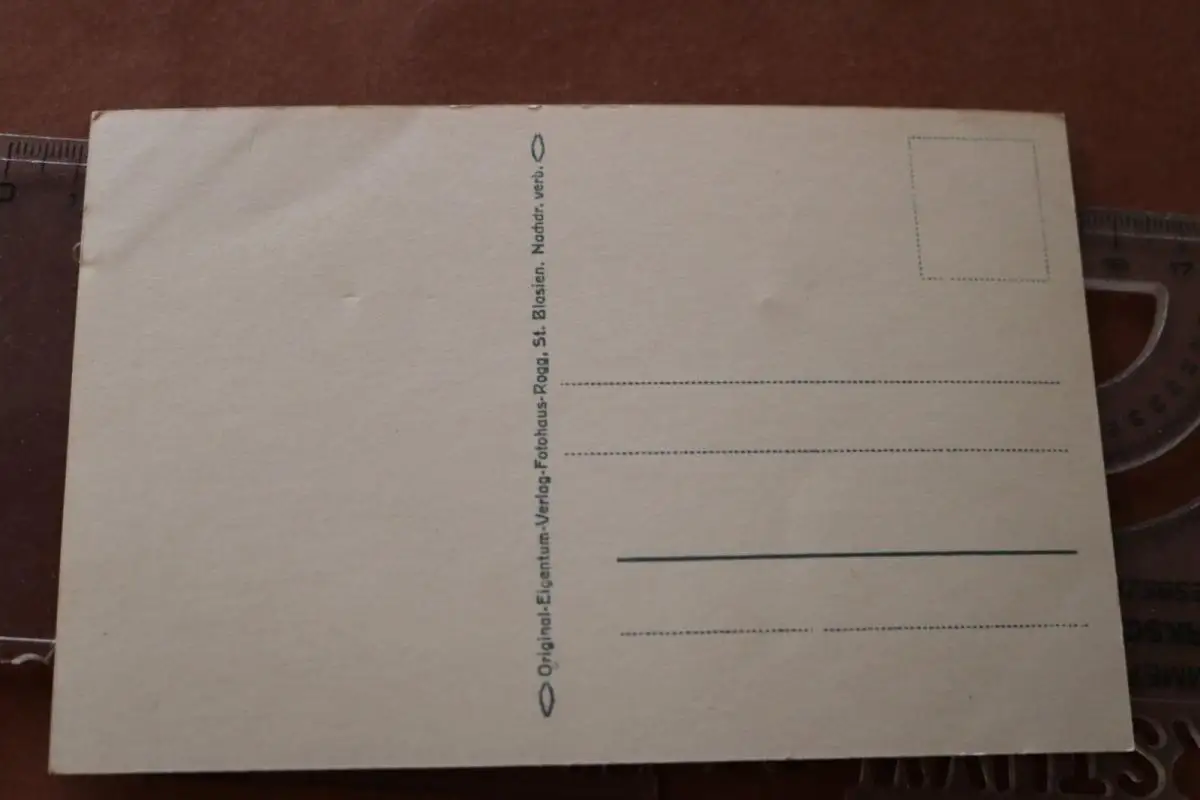 Original-Eigentum-Verlag-Fotohaus-Rogg, St. Blasien. Nachdr. verb.